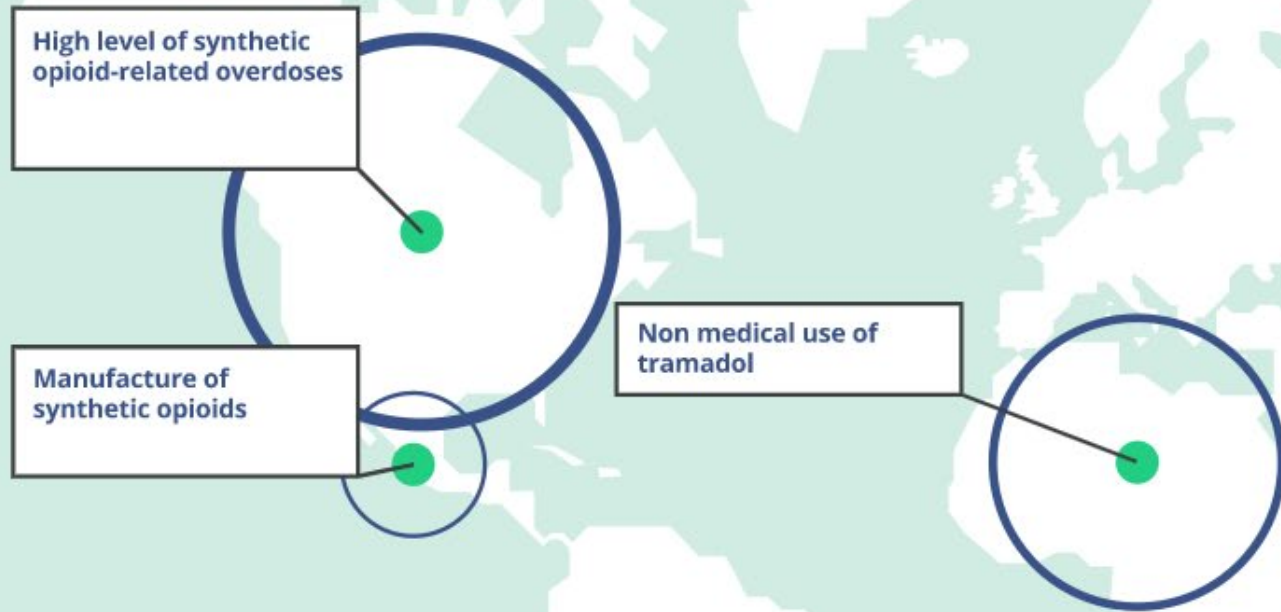 High level of synthetic
opioid-related overdoses
Manufacture of
synthetic opioids
Non medical use of
tramadol